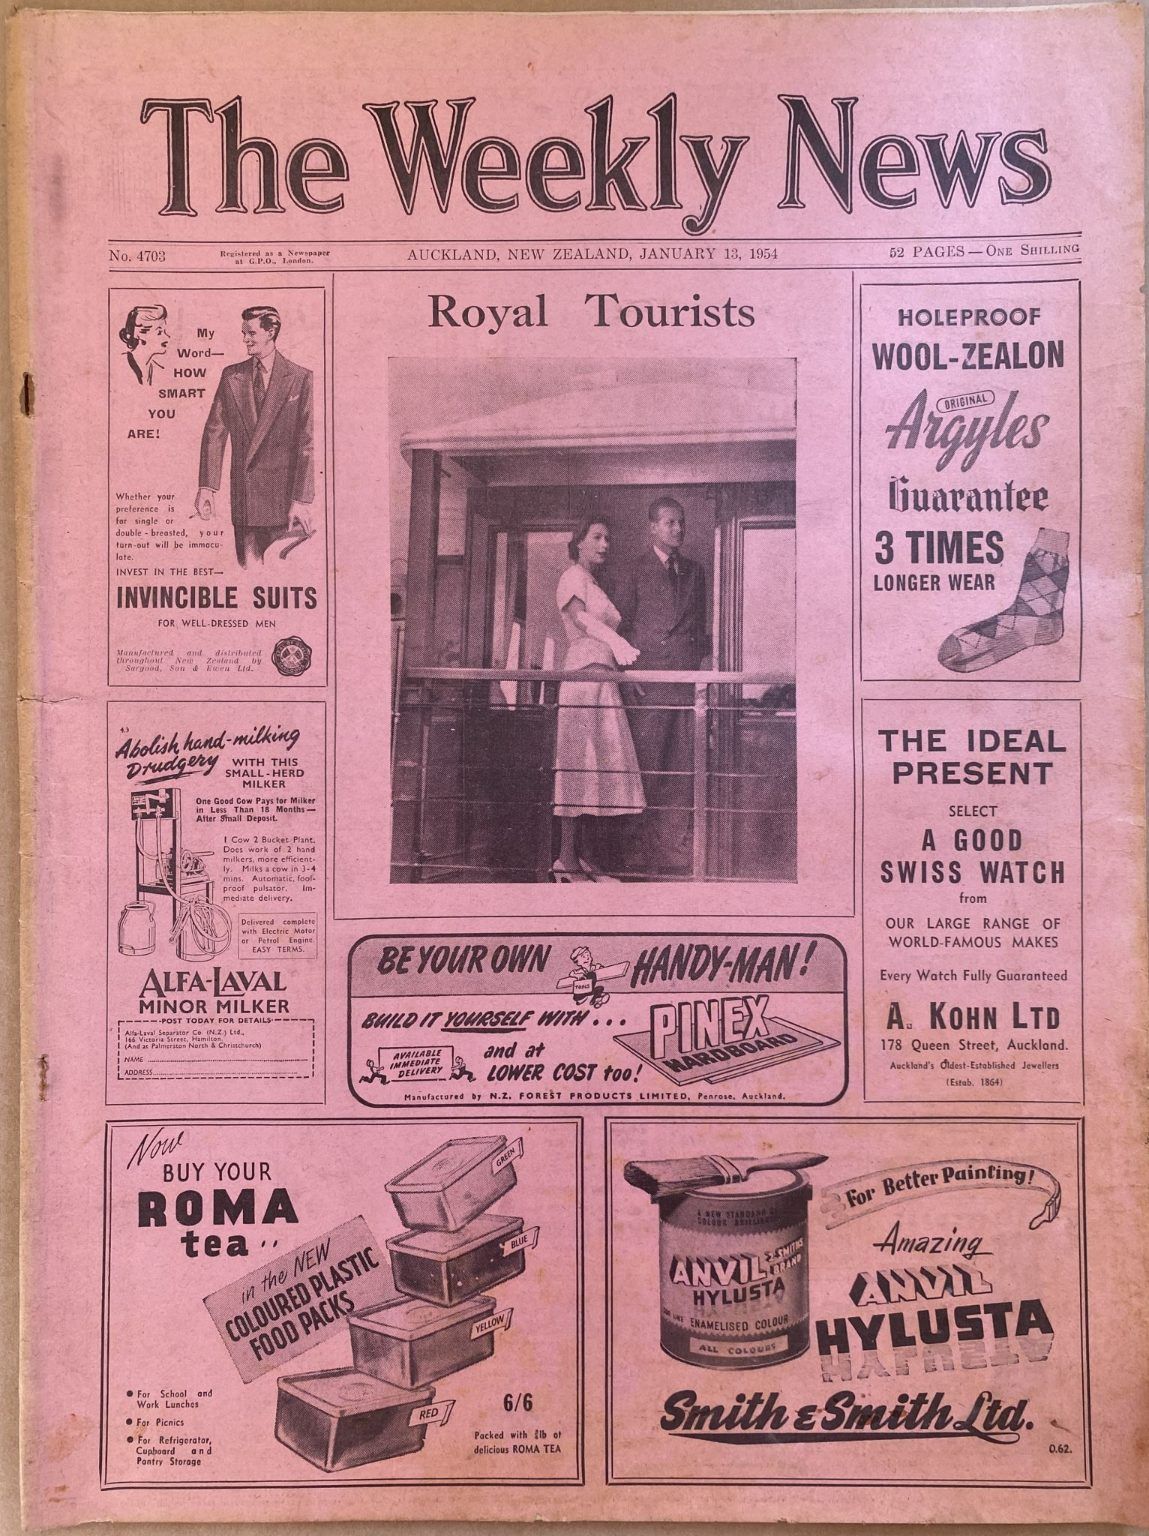 The Weekly News
No. 4703
Registered as a Newspaper
at G.P.O., London.
AUCKLAND, NEW ZEALAND, JANUARY 13, 1954
52 PAGES — ONE SHILLING
My
Word—
HOW
SMART
YOU
ARE!
Whether your
preference is
for single or
double-breasted, your
turn-out will be immacu-
late.
INVEST IN THE BEST—
INVINCIBLE SUITS
FOR WELL-DRESSED MEN
Manufactured and distributed
throughout New Zealand by
Sargood, Son & Ewen Ltd.
Royal Tourists
HOLEPROOF
WOOL-ZEALON
ORIGINAL
Argyles
Guarantee
3 TIMES
LONGER WEAR
4.3
Abolish hand-milking
Drudgery
WITH THIS
SMALL-HERD
MILKER
One Good Cow Pays for Milker
in Less Than 18 Months—
After Small Deposit.
1 Cow 2 Bucket Plant.
Does work of 2 hand
milkers, more efficient-
ly. Milks a cow in 3-4
mins. Automatic, fool-
proof pulsator. Im-
mediate delivery.
Delivered complete
with Electric Motor
or Petrol Engine.
EASY TERMS.
ALFA-LAVAL
MINOR MILKER
POST TODAY FOR DETAILS
Alfa-Laval Separator Co. (N.Z.) Ltd.,
166 Victoria Street, Hamilton.
(And at Palmerston North & Christchurch)
NAME
ADDRESS
THE IDEAL
PRESENT
SELECT
A GOOD
SWISS WATCH
from
OUR LARGE RANGE OF
WORLD-FAMOUS MAKES
Every Watch Fully Guaranteed
A. KOHN LTD
178 Queen Street, Auckland.
Auckland's Oldest-Established Jewellers
(Estab. 1864)
BE YOUR OWN HANDY-MAN!
BUILD IT YOURSELF WITH . . .
PINEX
HARDBOARD
AVAILABLE
IMMEDIATE
DELIVERY
and at
LOWER COST too!
Manufactured by N.Z. FOREST PRODUCTS LIMITED, Penrose, Auckland.
Now
BUY YOUR
ROMA
tea . .
in the NEW
COLOURED PLASTIC
FOOD PACKS
GREEN
BLUE
YELLOW
RED
• For School and
Work Lunches
• For Picnics
• For Refrigerator,
Cupboard and
Pantry Storage
6/6
Packed with lb of
delicious ROMA TEA
For Better Painting!
A NEW STANDARD OF
COLOUR BRILLIANCE
ANVIL
S. SMITHS
BRAND
HYLUSTA
ENAMELISED COLOUR
ALL COLOURS
Amazing
ANVIL
HYLUSTA
Smith & Smith Ltd.
O.62.